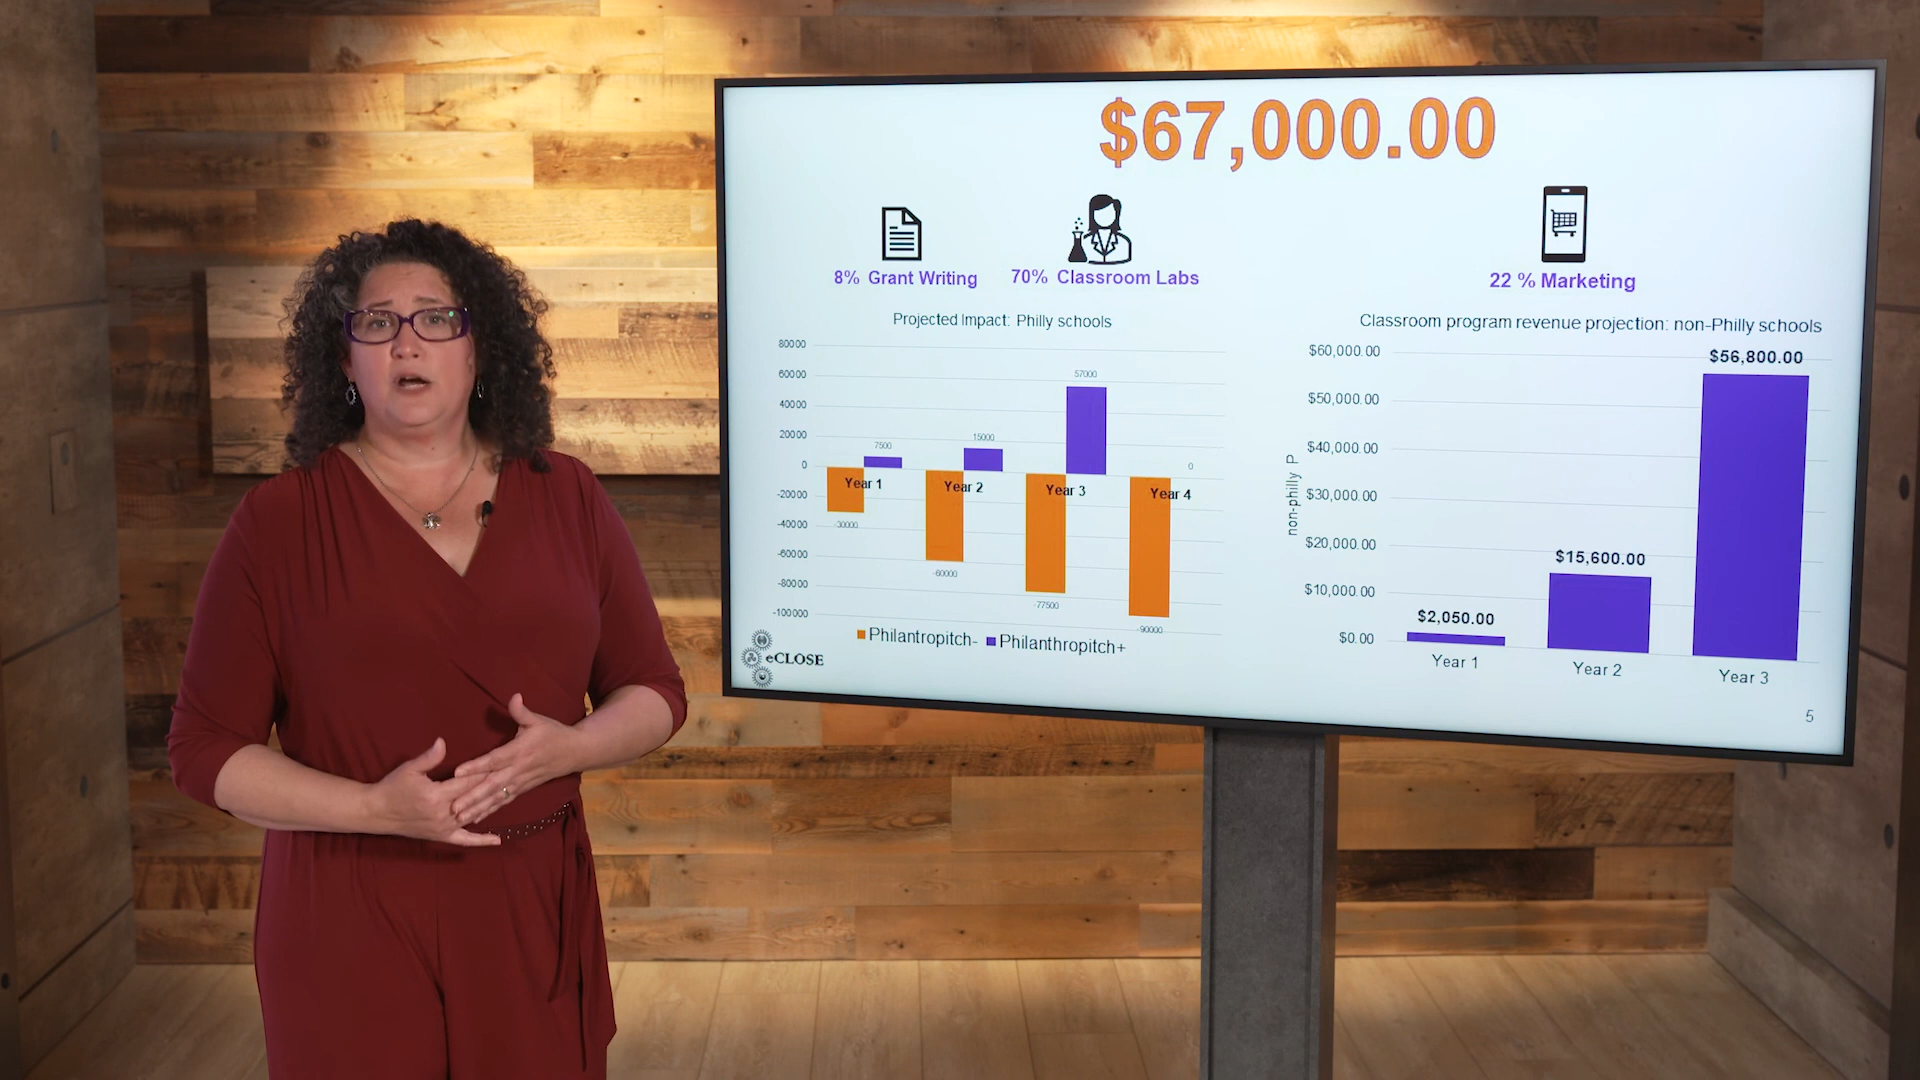 $67,000.00
8% Grant Writing
70% Classroom Labs
22 % Marketing
Projected Impact: Philly schools
80000
60000
40000
20000
0
-20000
-40000
-60000
-80000
-100000
7500
15000
57000
0
Year 1
Year 2
Year 3
Year 4
-30000
-60000
-77500
-90000
Philantropitch-
Philanthropitch+
eCLOSE
Classroom program revenue projection: non-Philly schools
non-philly P
$60,000.00
$50,000.00
$40,000.00
$30,000.00
$20,000.00
$10,000.00
$0.00
$2,050.00
$15,600.00
$56,800.00
Year 1
Year 2
Year 3
5